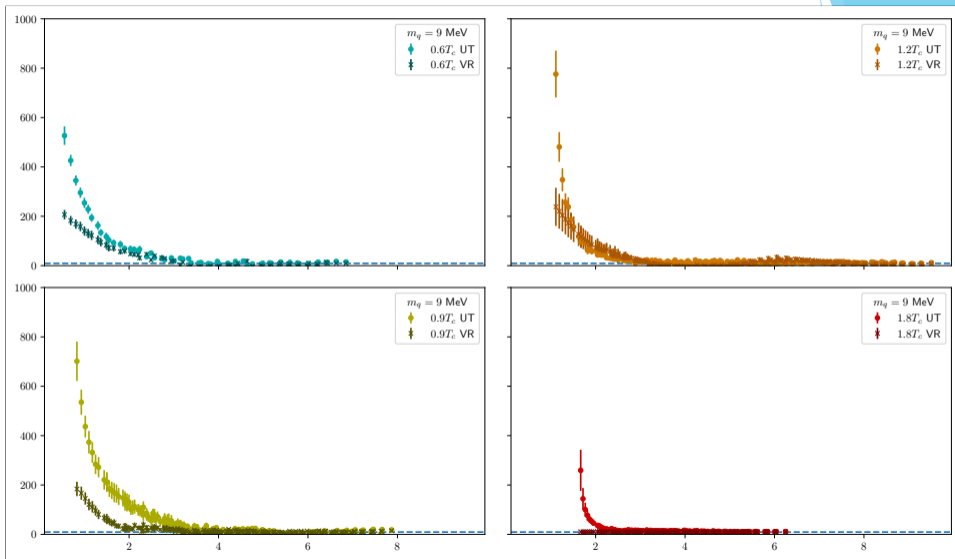 1000
800
600
400
200
0
m_q = 9 MeV
0.6T_c UT
0.6T_c VR
m_q = 9 MeV
1.2T_c UT
1.2T_c VR
1000
800
600
400
200
0
2
4
6
8
m_q = 9 MeV
0.9T_c UT
0.9T_c VR
2
4
6
8
m_q = 9 MeV
1.8T_c UT
1.8T_c VR